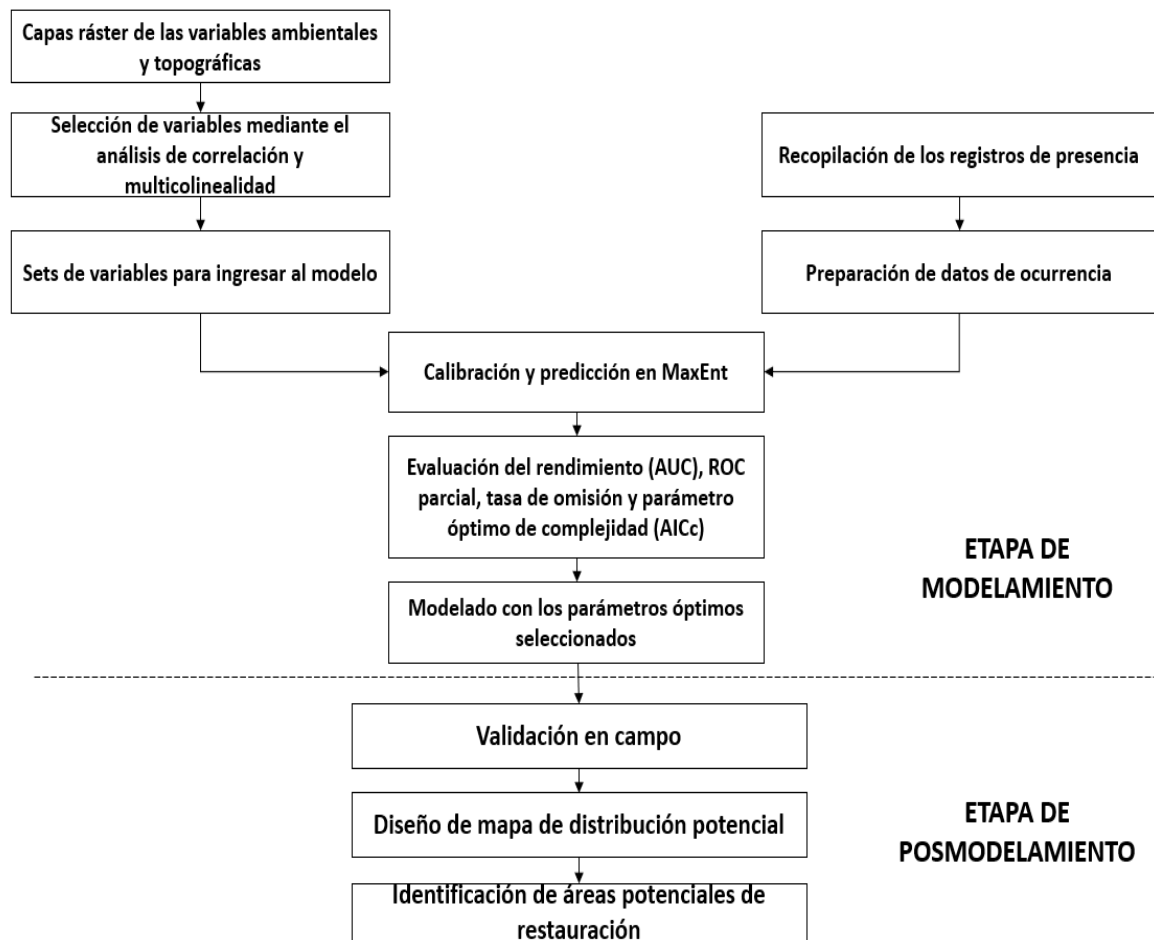 Capas ráster de las variables ambientales
y topográficas
Selección de variables mediante el
análisis de correlación y
multicolinealidad
Sets de variables para ingresar al modelo
Recopilación de los registros de presencia
Preparación de datos de ocurrencia
Calibración y predicción en MaxEnt
Evaluación del rendimiento (AUC), ROC
parcial, tasa de omisión y parámetro
óptimo de complejidad (AICc)
Modelado con los parámetros óptimos
seleccionados
ETAPA DE
MODELAMIENTO
Validación en campo
Diseño de mapa de distribución potencial
Identificación de áreas potenciales de
restauración
ETAPA DE
POSMODELAMIENTO